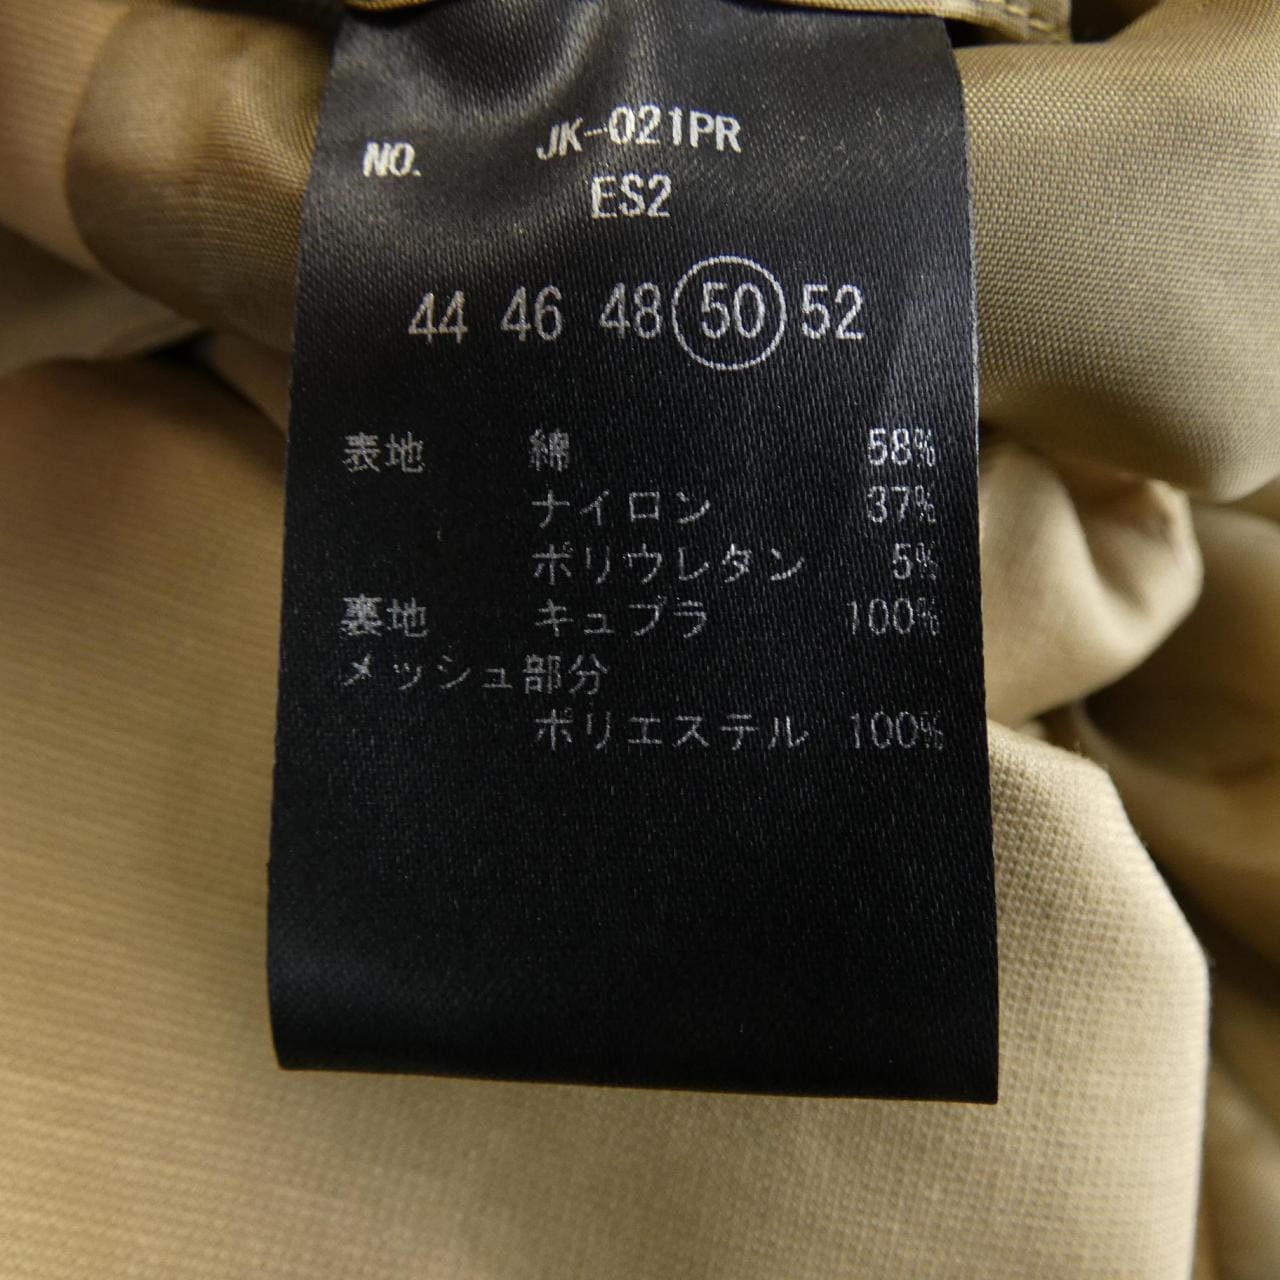 NO. JK-021PR
ES2
44 46 48 50 52
表地 綿 58%
ナイロン 37%
ポリウレタン 5%
裏地 キュプラ 100%
メッシュ部分
ポリエステル 100%